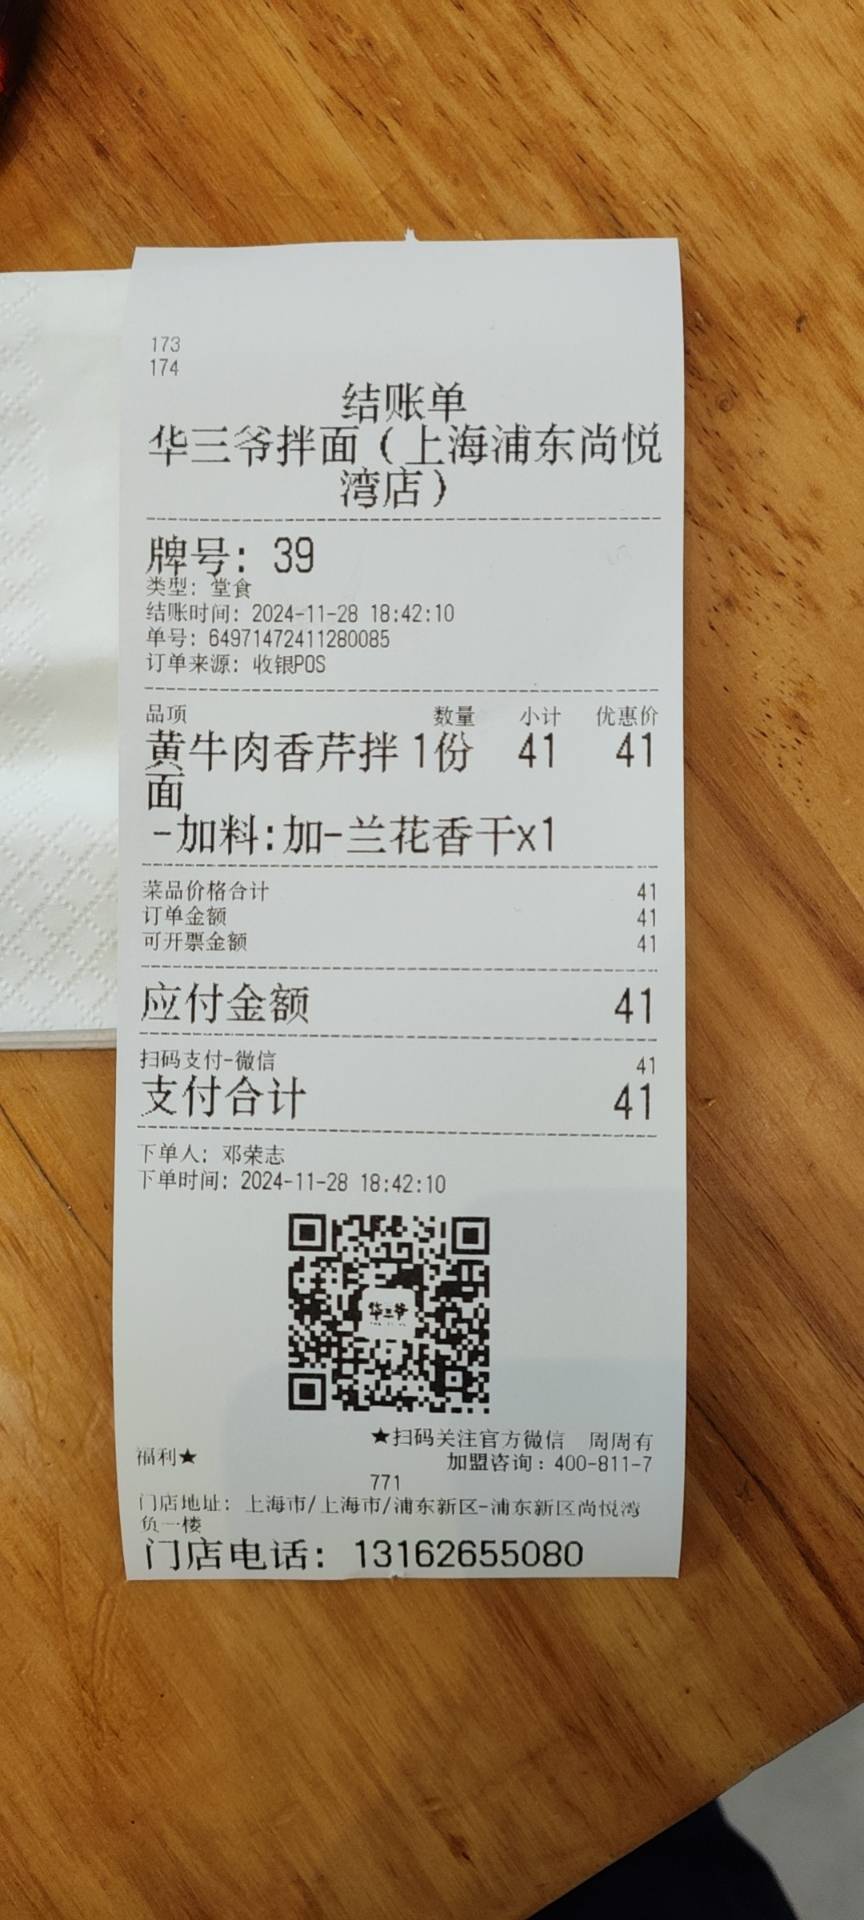 173
174
结账单
华三爷拌面（上海浦东尚悦
湾店）
牌号: 39
类型: 堂食
结账时间: 2024-11-28 18:42:10
单号: 64971472411280085
订单来源: 收银POS
品项 数量 小计 优惠价
黄牛肉香芹拌 1份 41 41
面
-加料:加-兰花香干x1
菜品价格合计 41
订单金额 41
可开票金额 41
应付金额 41
扫码支付-微信 41
支付合计 41
下单人: 邓荣志
下单时间: 2024-11-28 18:42:10
华三爷
★扫码关注官方微信 周周有
福利★ 加盟咨询: 400-811-7
771
门店地址: 上海市/上海市/浦东新区-浦东新区尚悦湾
负一楼
门店电话: 13162655080